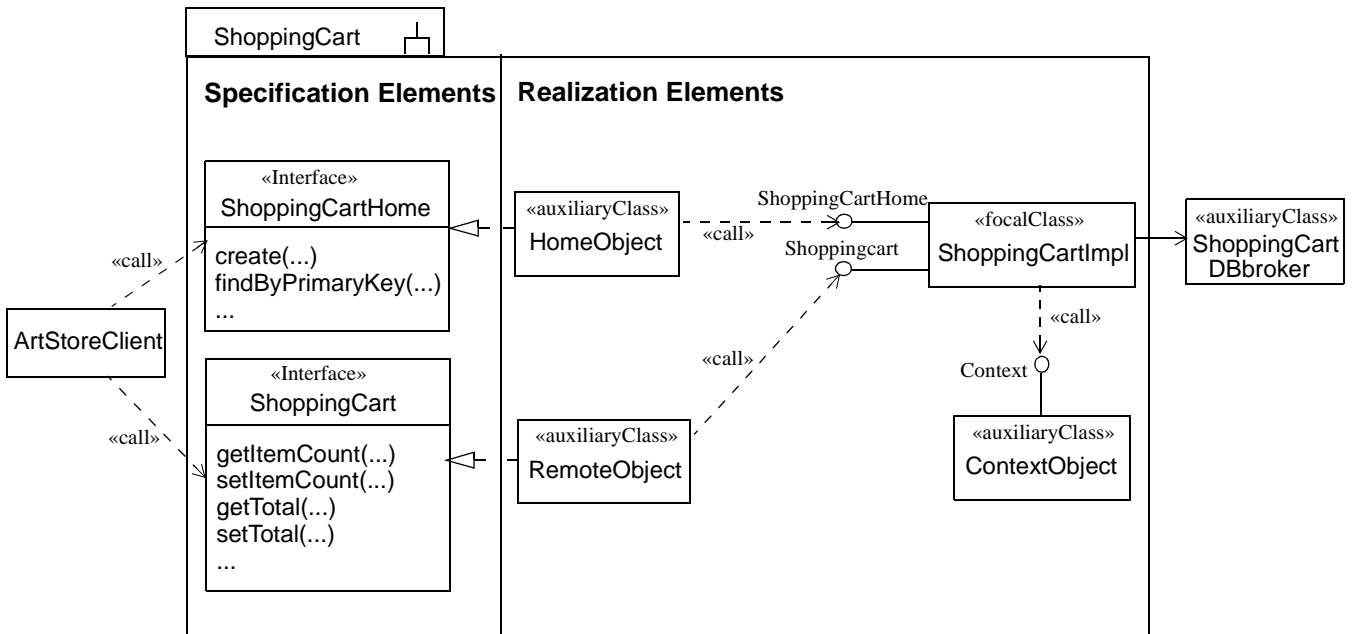 ShoppingCart
Specification Elements
Realization Elements
«Interface»
ShoppingCartHome
create(...)
findByPrimaryKey(...)
...
«call»
ArtStoreClient
«call»
«Interface»
ShoppingCart
getItemCount(...)
setItemCount(...)
getTotal(...)
setTotal(...)
...
«auxiliaryClass»
HomeObject
«call»
ShoppingCartHome
Shoppingcart
«focalClass»
ShoppingCartImpl
«auxiliaryClass»
ShoppingCart
DBbroker
«call»
«call»
Context
«auxiliaryClass»
RemoteObject
«auxiliaryClass»
ContextObject